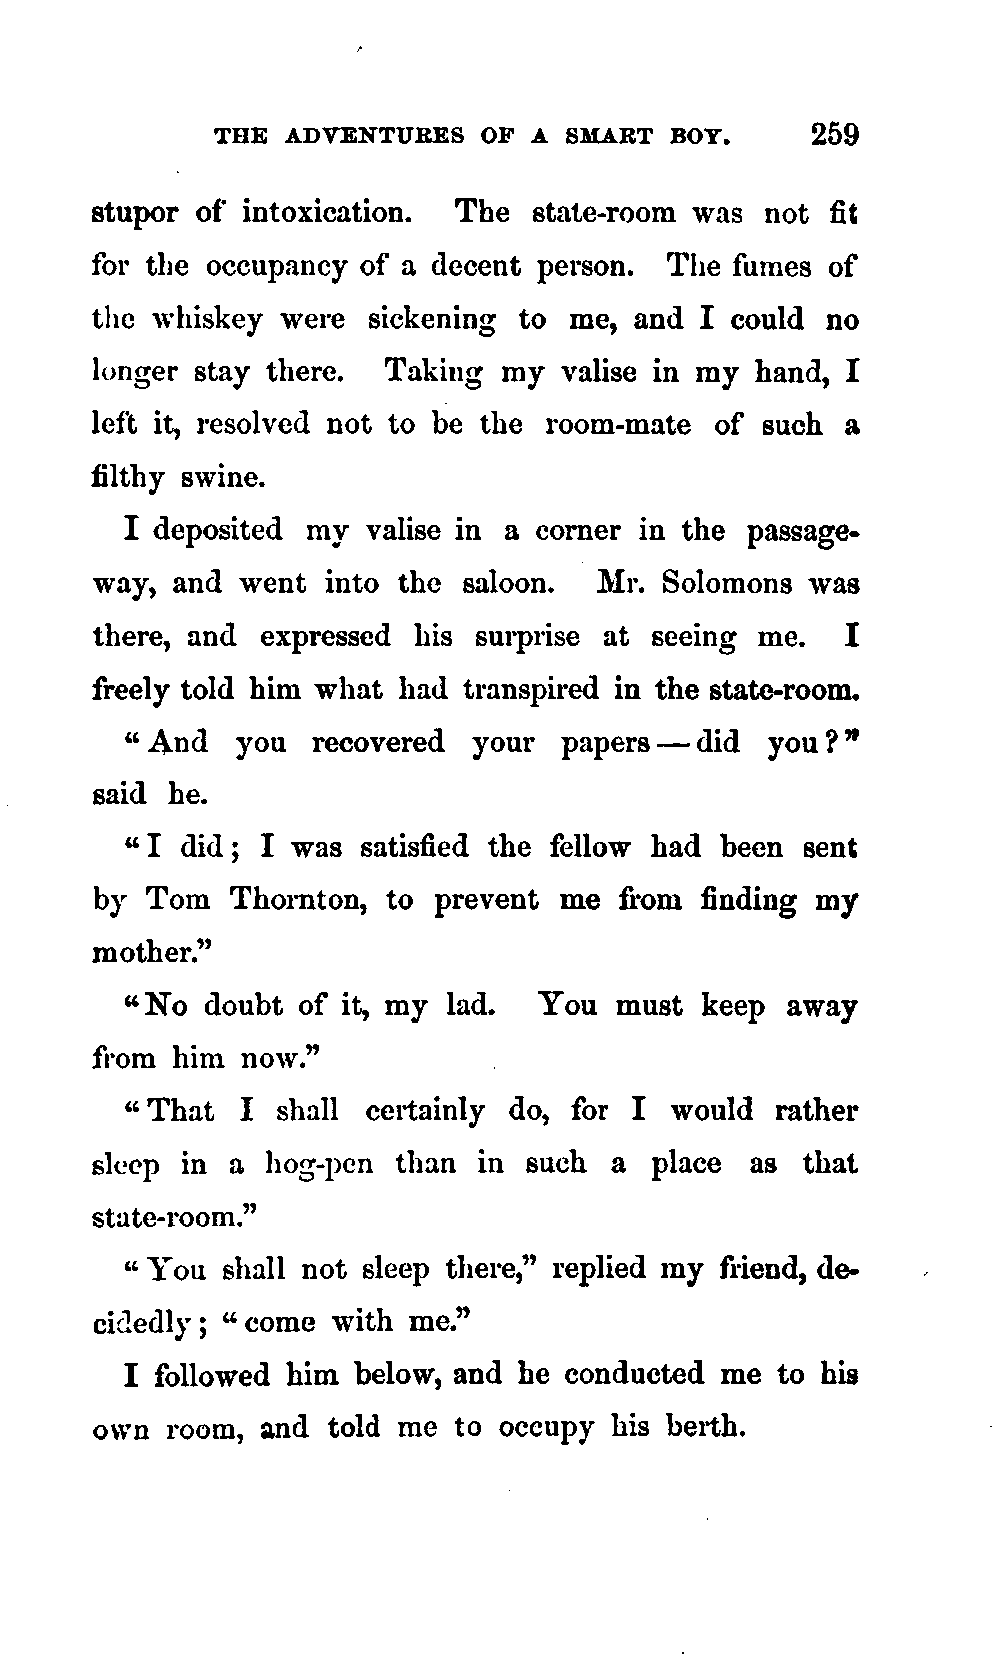 THE ADVENTURES OF A SMART BOY. 259
stupor of intoxication. The state-room was not fit
for the occupancy of a decent person. The fumes of
the whiskey were sickening to me, and I could no
longer stay there. Taking my valise in my hand, I
left it, resolved not to be the room-mate of such a
filthy swine.
I deposited my valise in a corner in the passage-
way, and went into the saloon. Mr. Solomons was
there, and expressed his surprise at seeing me. I
freely told him what had transpired in the state-room.
“And you recovered your papers — did you?”
said he.
“I did; I was satisfied the fellow had been sent
by Tom Thornton, to prevent me from finding my
mother.”
“No doubt of it, my lad. You must keep away
from him now.”
“That I shall certainly do, for I would rather
sleep in a hog-pen than in such a place as that
state-room.”
“You shall not sleep there,” replied my friend, de-
cidedly; “come with me.”
I followed him below, and he conducted me to his
own room, and told me to occupy his berth.